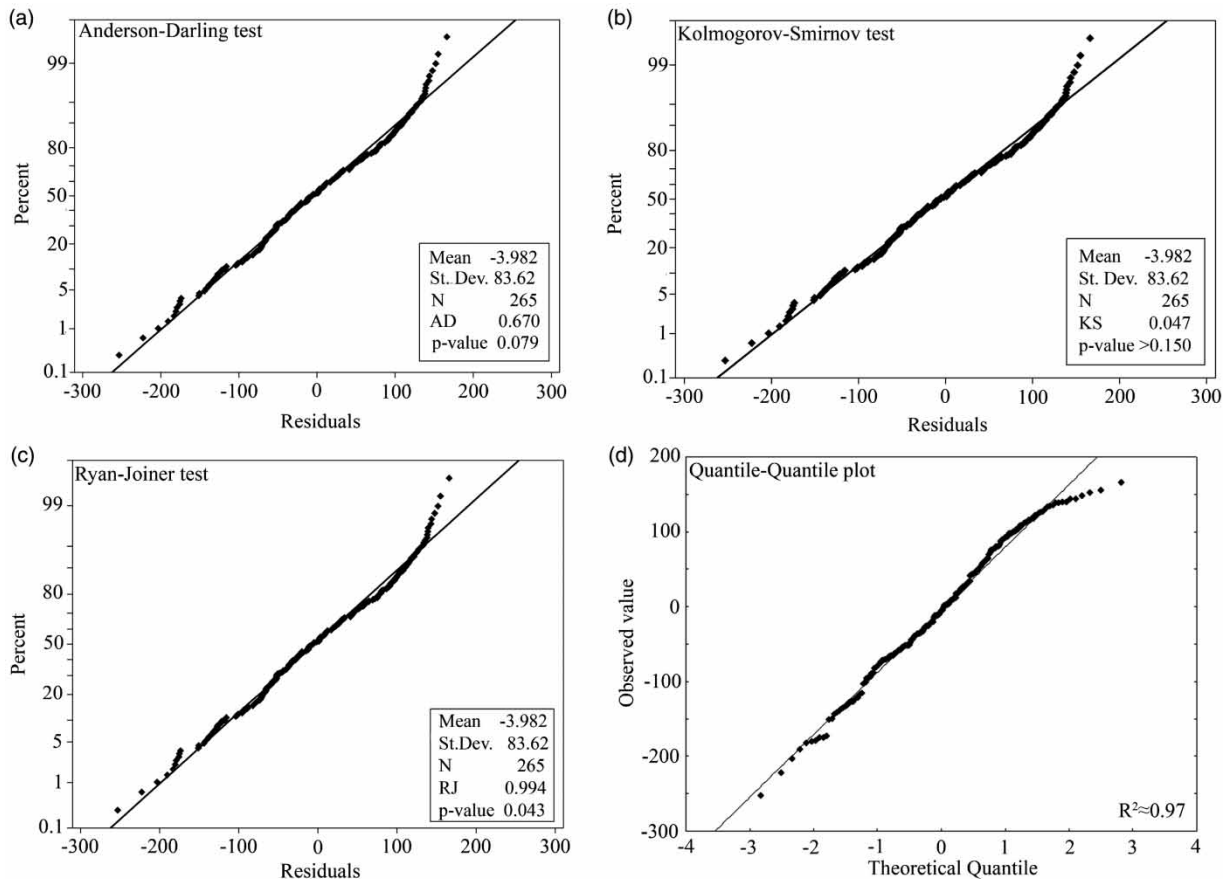 (a)
Anderson-Darling test
99
80
50
20
5
1
0.1
Percent
Mean -3.982
St. Dev. 83.62
N 265
AD 0.670
p-value 0.079
-300 -200 -100 0 100 200 300
Residuals
(b)
Kolmogorov-Smirnov test
99
80
50
20
5
1
0.1
Percent
Mean -3.982
St. Dev. 83.62
N 265
KS 0.047
p-value >0.150
-300 -200 -100 0 100 200 300
Residuals
(c)
Ryan-Joiner test
99
80
50
20
5
1
0.1
Percent
Mean -3.982
St.Dev. 83.62
N 265
RJ 0.994
p-value 0.043
-300 -200 -100 0 100 200 300
Residuals
(d)
Quantile-Quantile plot
200
100
0
-100
-200
-300
Observed value
R²≈0.97
-4 -3 -2 -1 0 1 2 3 4
Theoretical Quantile